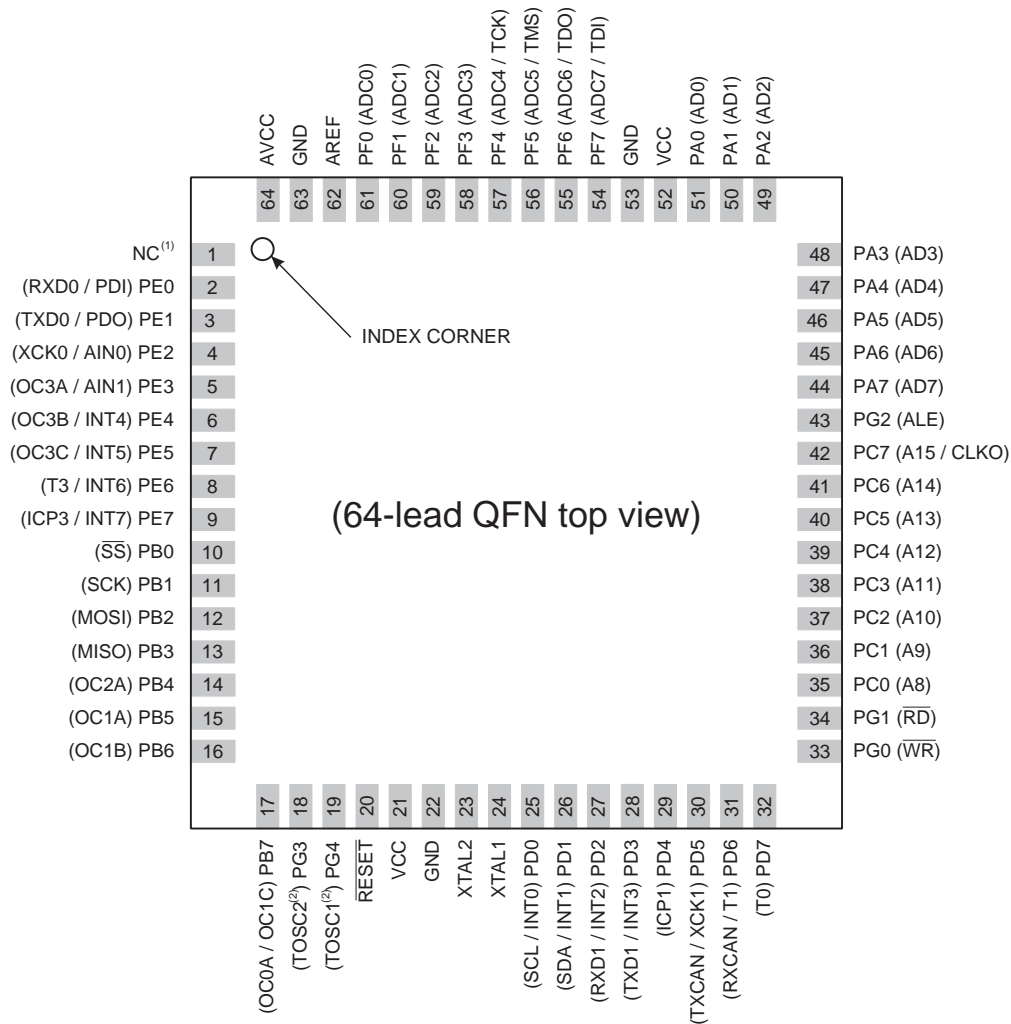 AVCC
GND
AREF
PF0 (ADC0)
PF1 (ADC1)
PF2 (ADC2)
PF3 (ADC3)
PF4 (ADC4 / TCK)
PF5 (ADC5 / TMS)
PF6 (ADC6 / TDO)
PF7 (ADC7 / TDI)
GND
VCC
PA0 (AD0)
PA1 (AD1)
PA2 (AD2)
64
63
62
61
60
59
58
57
56
55
54
53
52
51
50
49
NC(1) 1
(RXD0 / PDI) PE0 2
(TXD0 / PDO) PE1 3
(XCK0 / AIN0) PE2 4
(OC3A / AIN1) PE3 5
(OC3B / INT4) PE4 6
(OC3C / INT5) PE5 7
(T3 / INT6) PE6 8
(ICP3 / INT7) PE7 9
(SS) PB0 10
(SCK) PB1 11
(MOSI) PB2 12
(MISO) PB3 13
(OC2A) PB4 14
(OC1A) PB5 15
(OC1B) PB6 16
INDEX CORNER
(64-lead QFN top view)
48 PA3 (AD3)
47 PA4 (AD4)
46 PA5 (AD5)
45 PA6 (AD6)
44 PA7 (AD7)
43 PG2 (ALE)
42 PC7 (A15 / CLKO)
41 PC6 (A14)
40 PC5 (A13)
39 PC4 (A12)
38 PC3 (A11)
37 PC2 (A10)
36 PC1 (A9)
35 PC0 (A8)
34 PG1 (RD)
33 PG0 (WR)
17
18
19
20
21
22
23
24
25
26
27
28
29
30
31
32
(OC0A / OC1C) PB7
(TOSC2(2)) PG3
(TOSC1(2)) PG4
RESET
VCC
GND
XTAL2
XTAL1
(SCL / INT0) PD0
(SDA / INT1) PD1
(RXD1 / INT2) PD2
(TXD1 / INT3) PD3
(ICP1) PD4
(TXCAN / XCK1) PD5
(RXCAN / T1) PD6
(T0) PD7